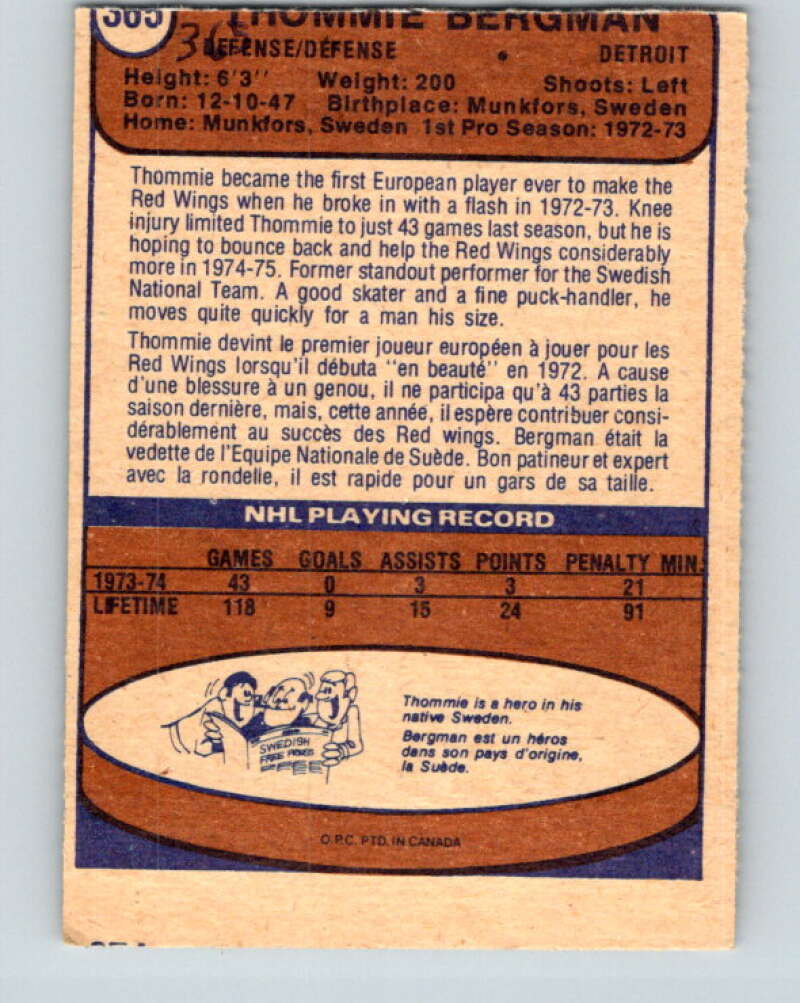 365 THOMMIE BERGMAN
36
DEFENSE/DÉFENSE • DETROIT
Height: 6'3'' Weight: 200 Shoots: Left
Born: 12-10-47 Birthplace: Munkfors, Sweden
Home: Munkfors, Sweden 1st Pro Season: 1972-73
Thommie became the first European player ever to make the
Red Wings when he broke in with a flash in 1972-73. Knee
injury limited Thommie to just 43 games last season, but he is
hoping to bounce back and help the Red Wings considerably
more in 1974-75. Former standout performer for the Swedish
National Team. A good skater and a fine puck-handler, he
moves quite quickly for a man his size.
Thommie devint le premier joueur européen à jouer pour les
Red Wings lorsqu'il débuta "en beauté" en 1972. A cause
d'une blessure à un genou, il ne participa qu'à 43 parties la
saison dernière, mais, cette année, il espère contribuer consi-
dérablement au succès des Red wings. Bergman était la
vedette de l'Equipe Nationale de Suède. Bon patineur et expert
avec la rondelle, il est rapide pour un gars de sa taille.
NHL PLAYING RECORD
GAMES GOALS ASSISTS POINTS PENALTY MIN.
1973-74 43 0 3 3 21
LIFETIME 118 9 15 24 91
Thommie is a hero in his
native Sweden.
Bergman est un héros
dans son pays d'origine,
la Suède.
SWEDISH
FREE PRESS
O.P.C. PTD. IN CANADA